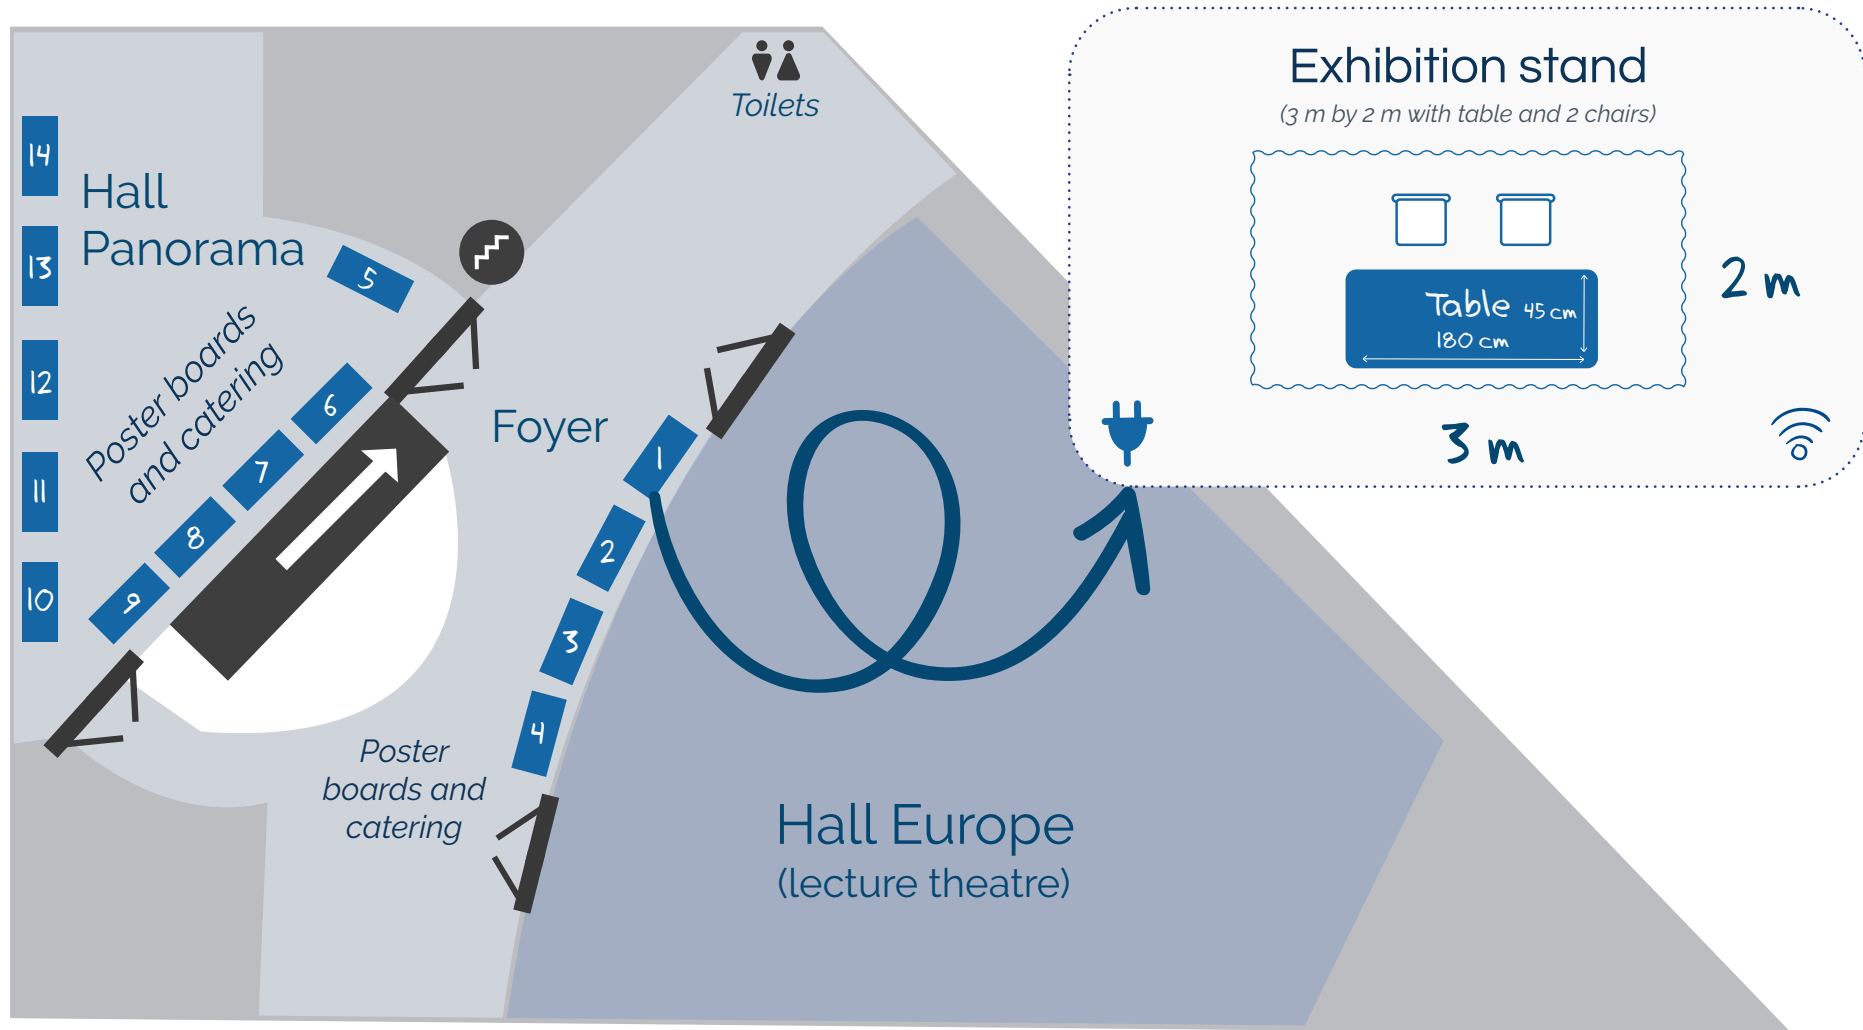 Exhibition stand
(3 m by 2 m with table and 2 chairs)
Table 45 cm
180 cm
2 m
3 m
Toilets
14
Hall
Panorama
13
5
Poster boards
and catering
12
6
Foyer
11
7
1
8
2
10
9
3
4
Poster
boards and
catering
Hall Europe
(lecture theatre)